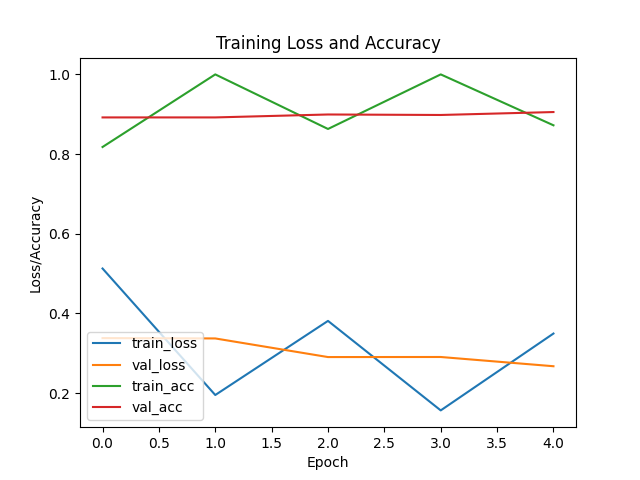 Training Loss and Accuracy
1.0
0.8
0.6
0.4
0.2
Loss/Accuracy
train_loss
val_loss
train_acc
val_acc
0.0 0.5 1.0 1.5 2.0 2.5 3.0 3.5 4.0
Epoch